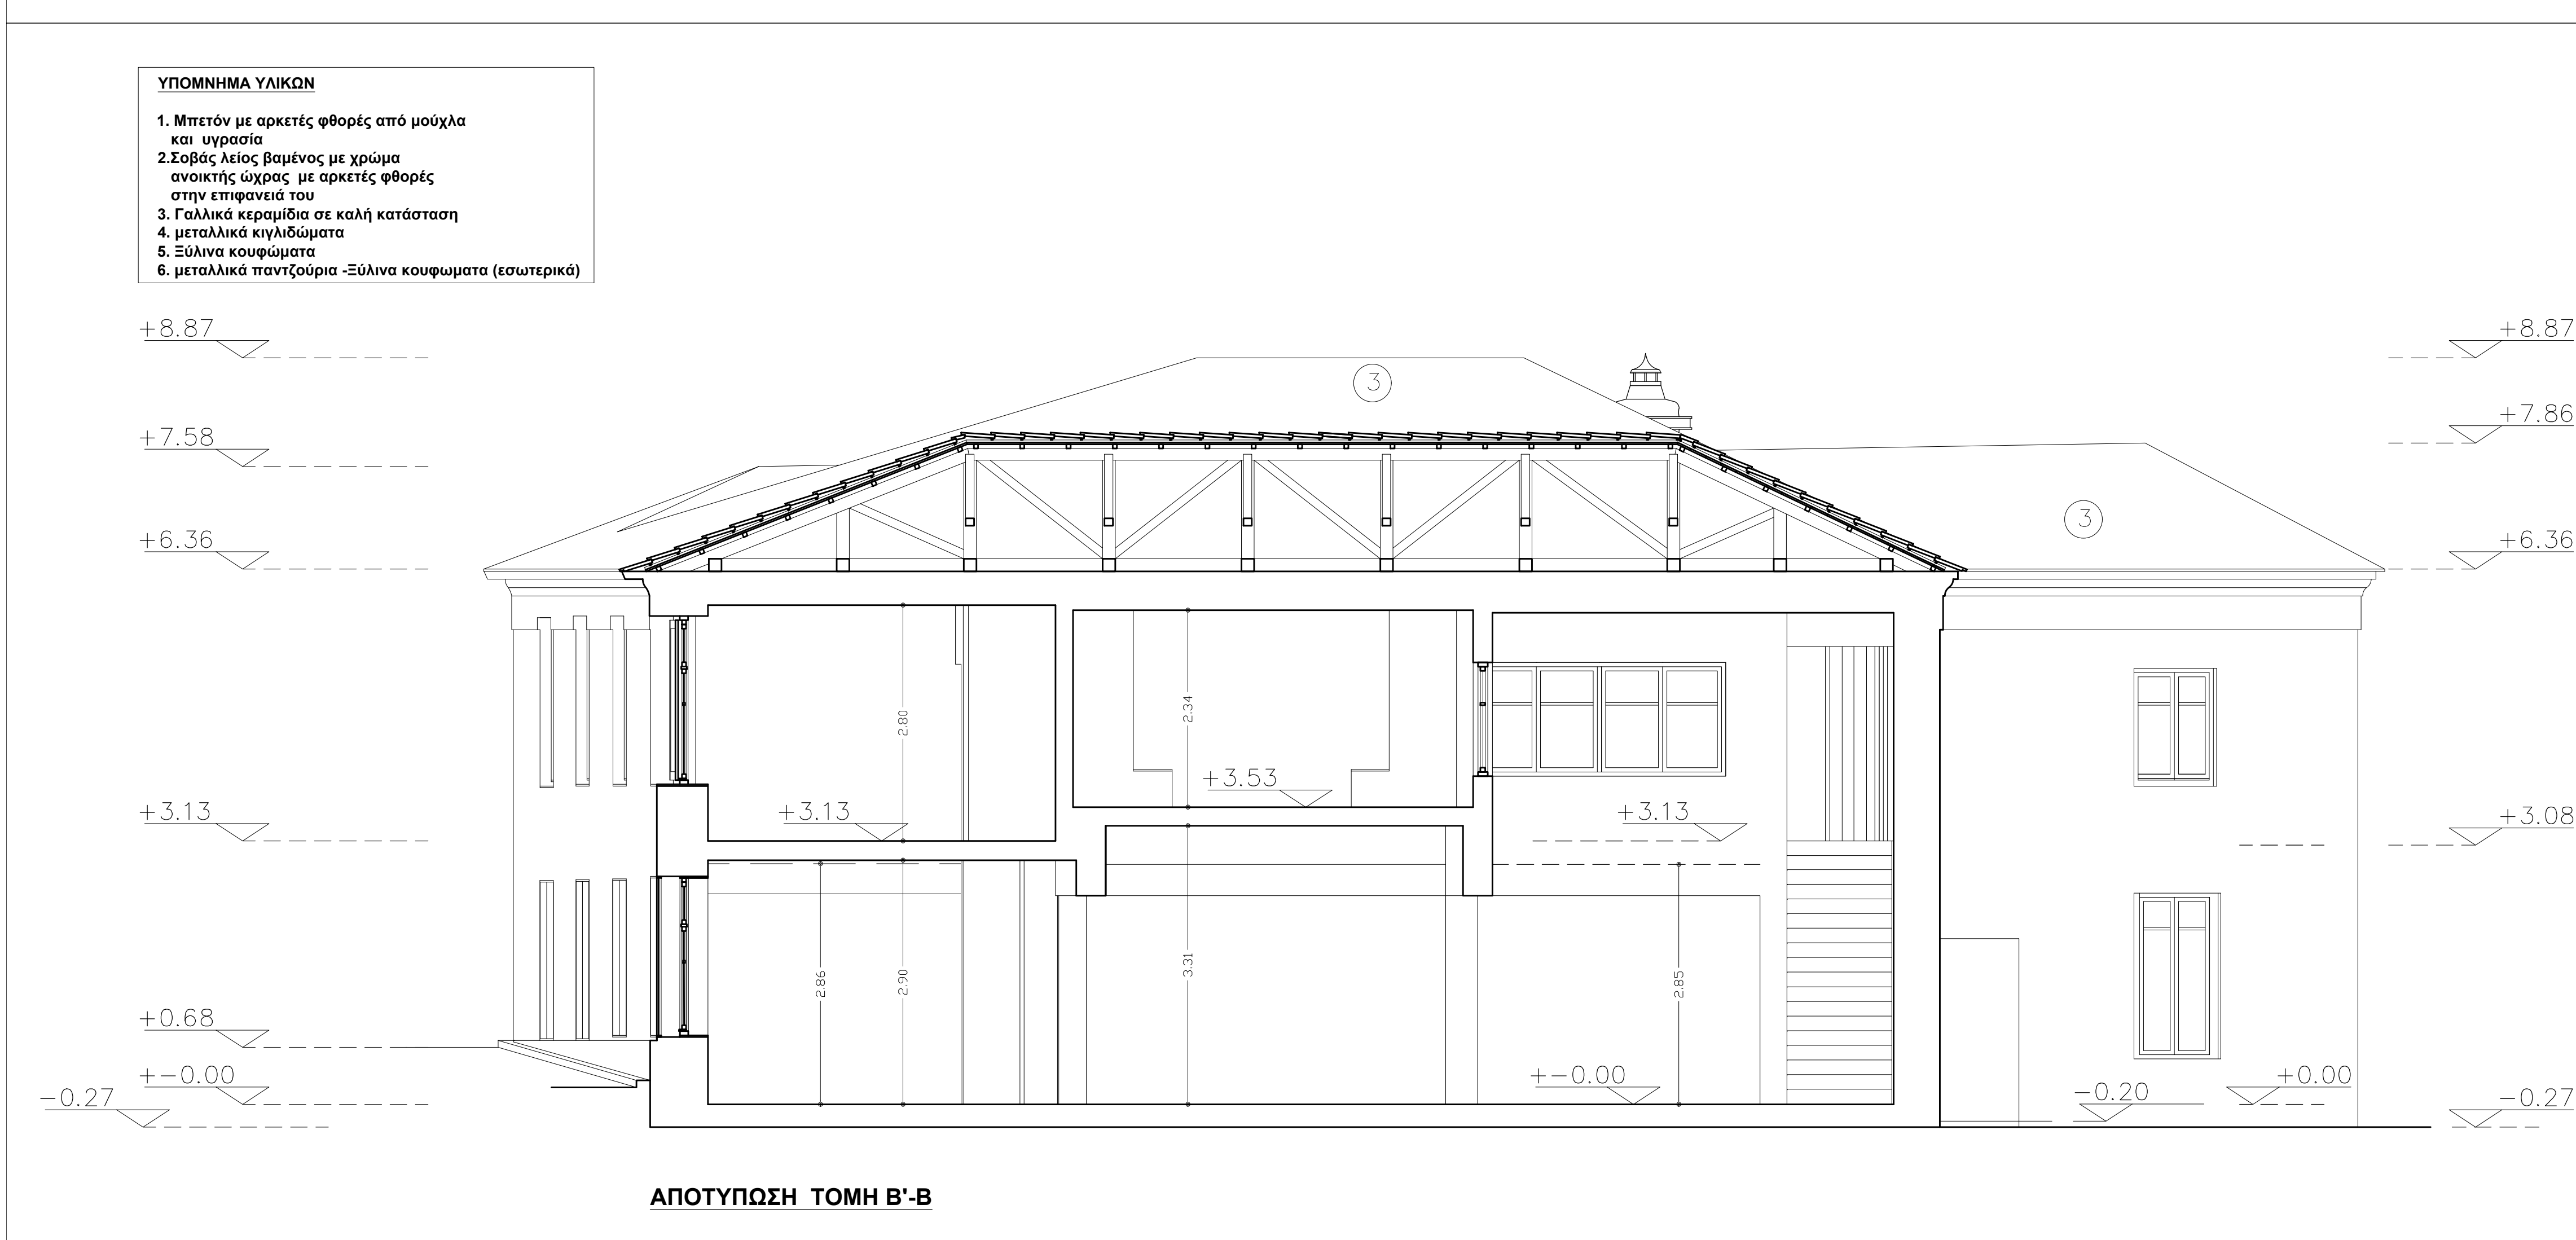 ΥΠΟΜΝΗΜΑ ΥΛΙΚΩΝ
1. Μπετόν με αρκετές φθορές από μούχλα
και υγρασία
2.Σοβάς λείος βαμένος με χρώμα
ανοικτής ώχρας με αρκετές φθορές
στην επιφανειά του
3. Γαλλικά κεραμίδια σε καλή κατάσταση
4. μεταλλικά κιγλιδώματα
5. Ξύλινα κουφώματα
6. μεταλλικά παντζούρια -Ξύλινα κουφωματα (εσωτερικά)
+8.87
+8.87
3
+7.58
+7.86
+6.36
3
+6.36
2.80
2.34
+3.53
+3.13
+3.13
+3.13
+3.08
2.86
2.90
3.31
2.85
+0.68
+-0.00
+-0.00
+0.00
-0.20
-0.27
-0.27
ΑΠΟΤΥΠΩΣΗ ΤΟΜΗ Β'-Β